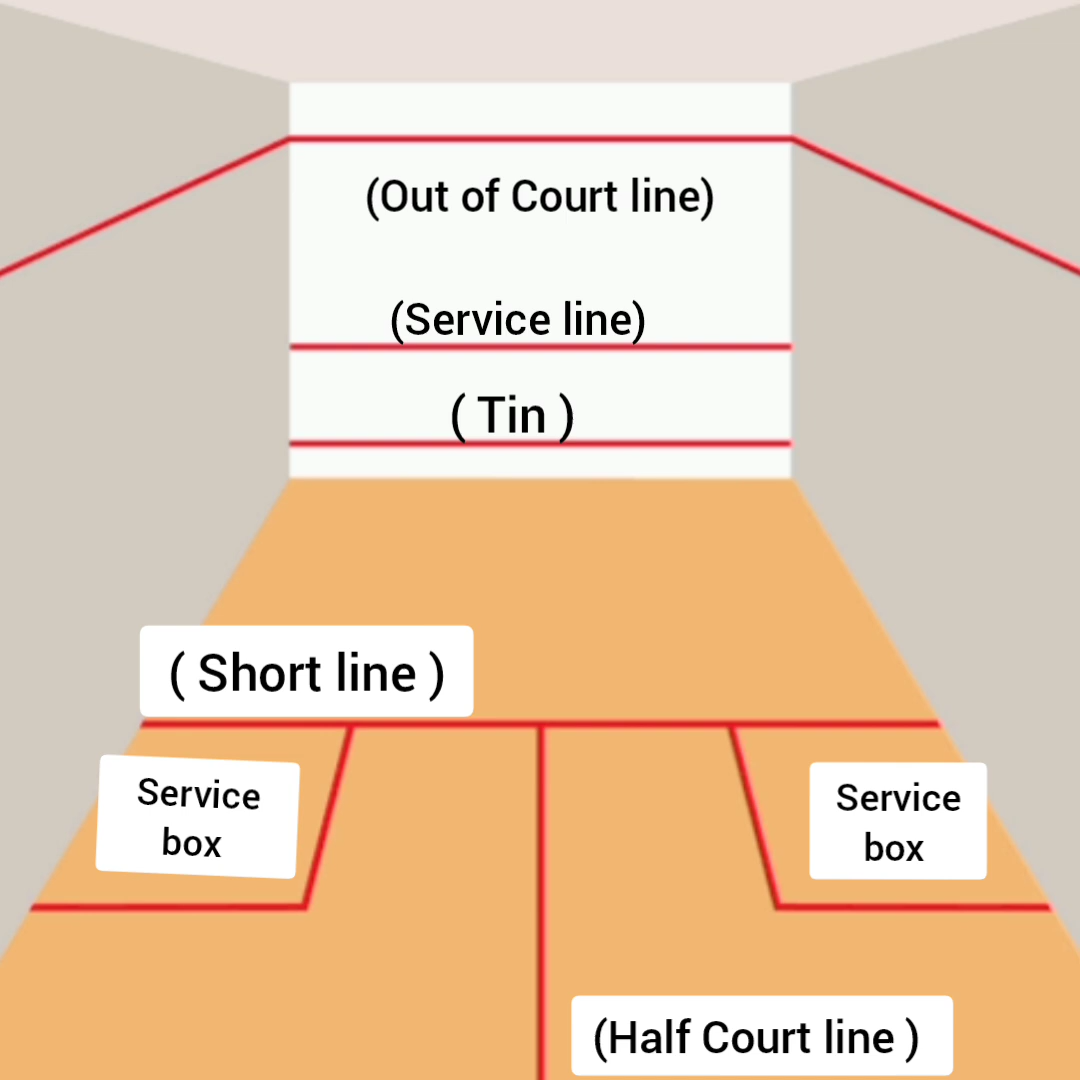 (Out of Court line)
(Service line)
( Tin )
( Short line )
Service
box
Service
box
(Half Court line )